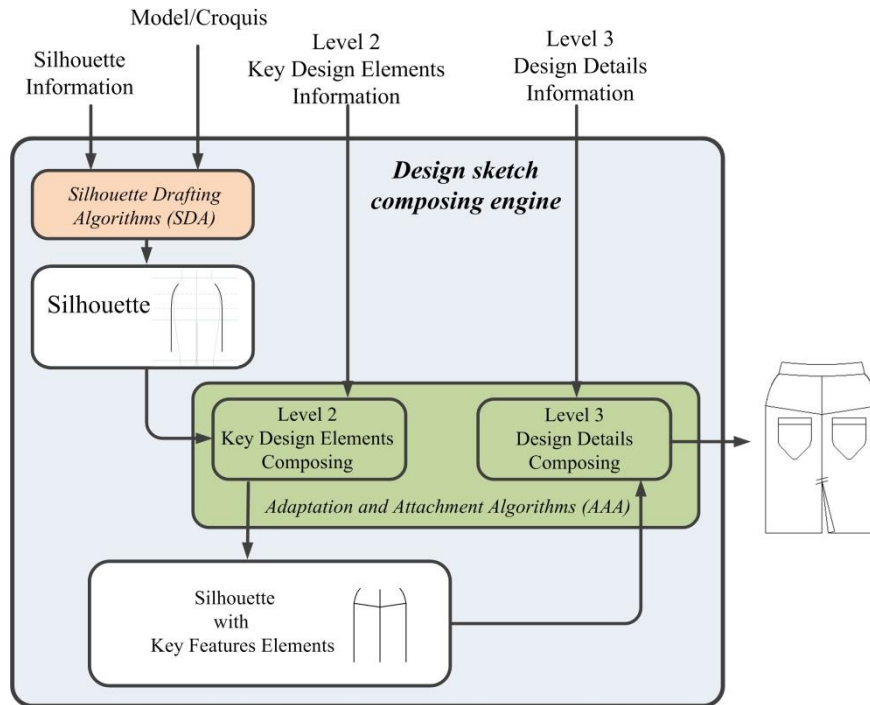 Model/Croquis
Silhouette
Information
Level 2
Key Design Elements
Information
Level 3
Design Details
Information
Design sketch
composing engine
Silhouette Drafting
Algorithms (SDA)
Silhouette
Level 2
Key Design Elements
Composing
Level 3
Design Details
Composing
Adaptation and Attachment Algorithms (AAA)
Silhouette
with
Key Features Elements